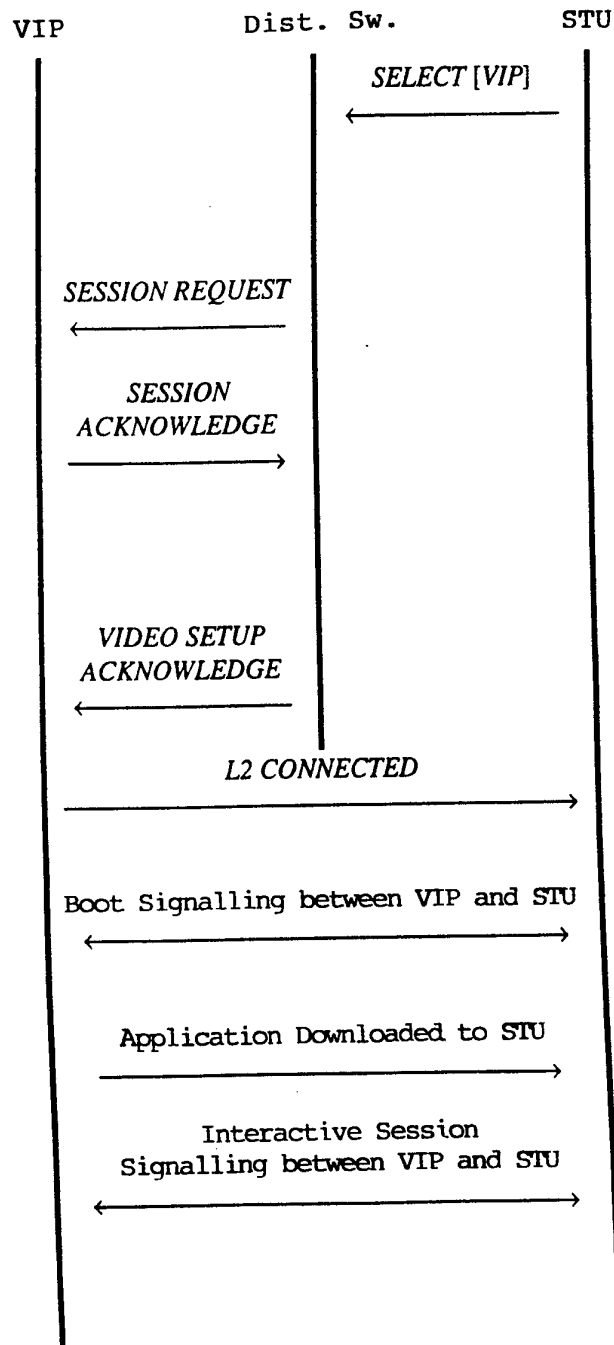 VIP Dist. Sw. STU
SELECT [VIP]
SESSION REQUEST
SESSION
ACKNOWLEDGE
VIDEO SETUP
ACKNOWLEDGE
L2 CONNECTED
Boot Signalling between VIP and STU
Application Downloaded to STU
Interactive Session
Signalling between VIP and STU